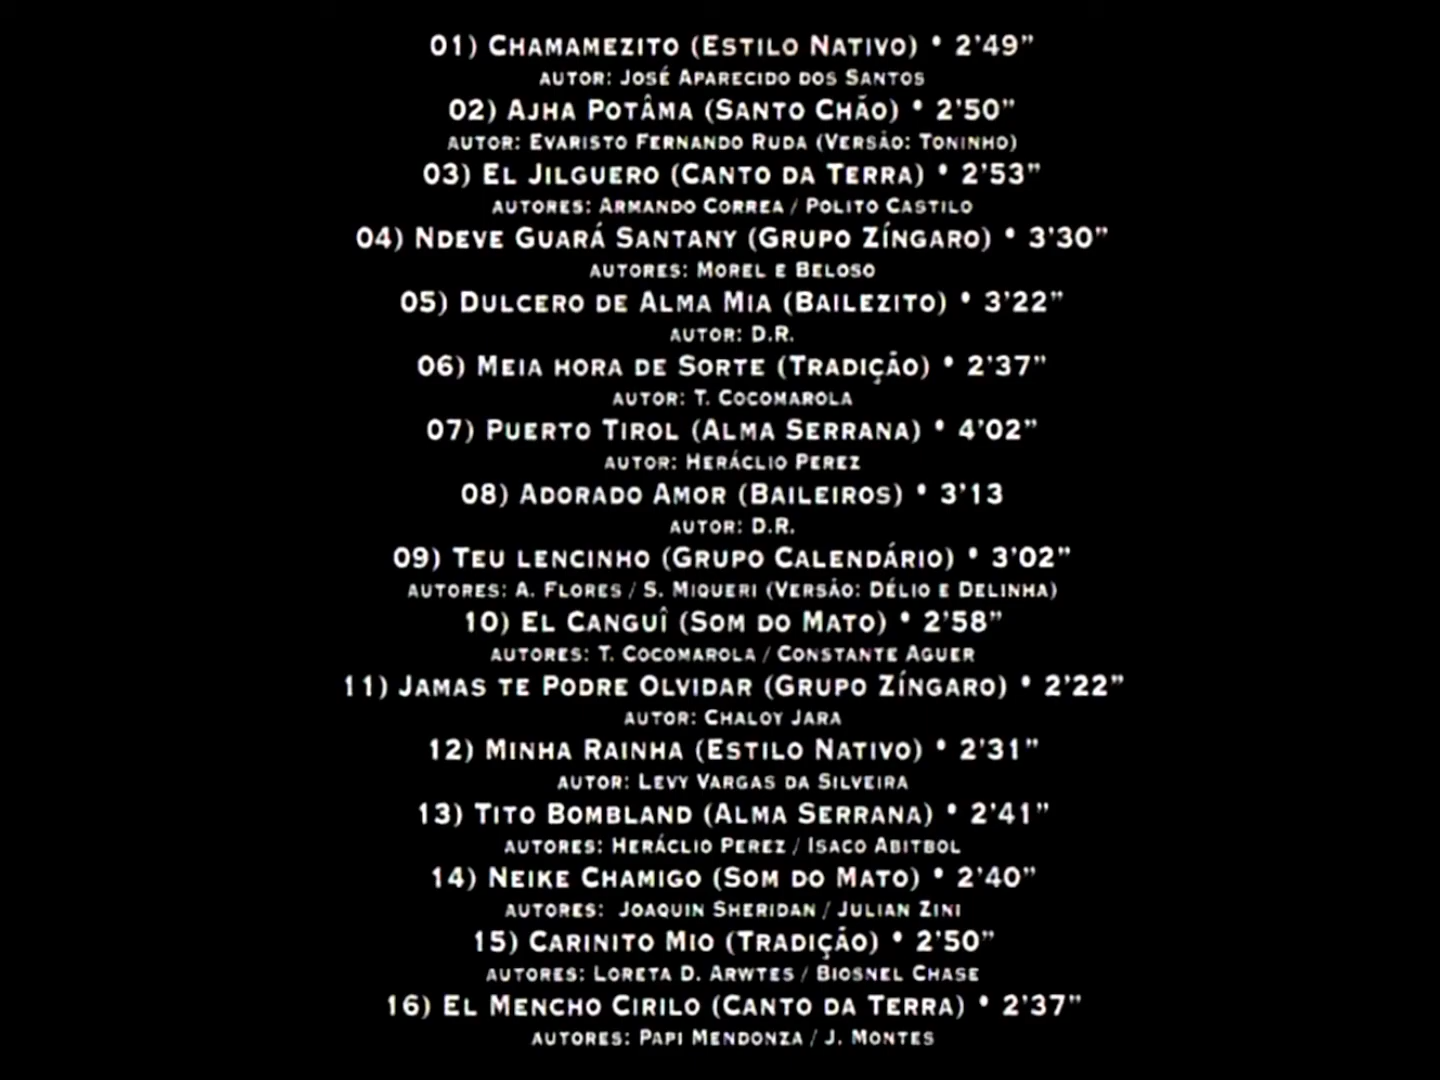 01) Chamamezito (Estilo Nativo) • 2'49"
autor: José Aparecido dos Santos
02) Ajha Potâma (Santo Chão) • 2'50"
autor: Evaristo Fernando Ruda (Versão: Toninho)
03) El Jilguero (Canto da Terra) • 2'53"
autores: Armando Correa / Polito Castilo
04) Ndeve Guará Santany (Grupo Zíngaro) • 3'30"
autores: Morel e Beloso
05) Dulcero de Alma Mia (Bailezito) • 3'22"
autor: D.R.
06) Meia hora de Sorte (Tradição) • 2'37"
autor: T. Cocomarola
07) Puerto Tirol (Alma Serrana) • 4'02"
autor: Heráclio Perez
08) Adorado Amor (Baileiros) • 3'13
autor: D.R.
09) Teu lencinho (Grupo Calendário) • 3'02"
autores: A. Flores / S. Miqueri (Versão: Délio e Delinha)
10) El Canguî (Som do Mato) • 2'58"
autores: T. Cocomarola / Constante Aguer
11) Jamas te Podre Olvidar (Grupo Zíngaro) • 2'22"
autor: Chaloy Jara
12) Minha Rainha (Estilo Nativo) • 2'31"
autor: Levy Vargas da Silveira
13) Tito Bombland (Alma Serrana) • 2'41"
autores: Heráclio Perez / Isaco Abitbol
14) Neike Chamigo (Som do Mato) • 2'40"
autores: Joaquin Sheridan / Julian Zini
15) Carinito Mio (Tradição) • 2'50"
autores: Loreta D. Arwtes / Biosnel Chase
16) El Mencho Cirilo (Canto da Terra) • 2'37"
autores: Papi Mendonza / J. Montes